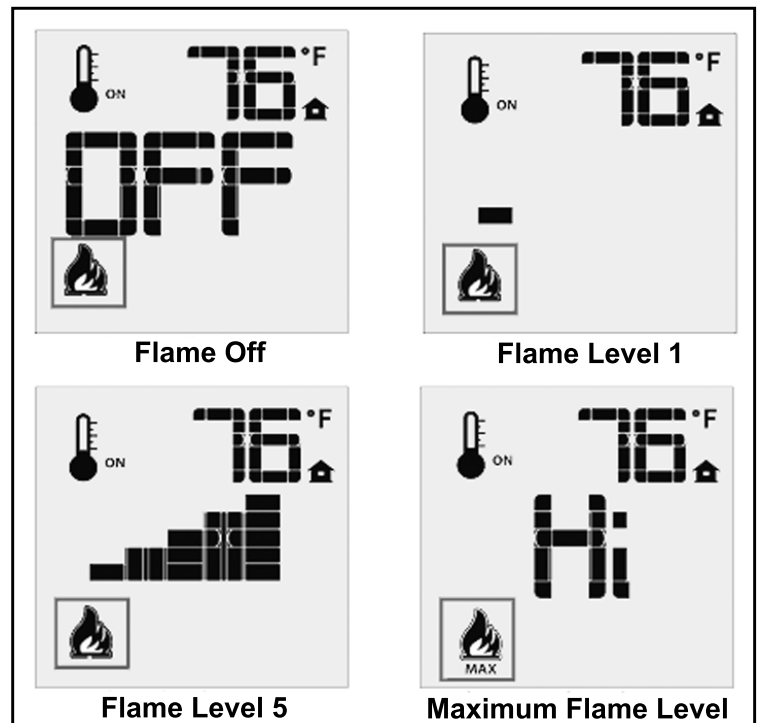 76 °F
ON
OFF
Flame Off
76 °F
ON
Flame Level 1
76 °F
ON
Flame Level 5
76 °F
ON
Hi
MAX
Maximum Flame Level